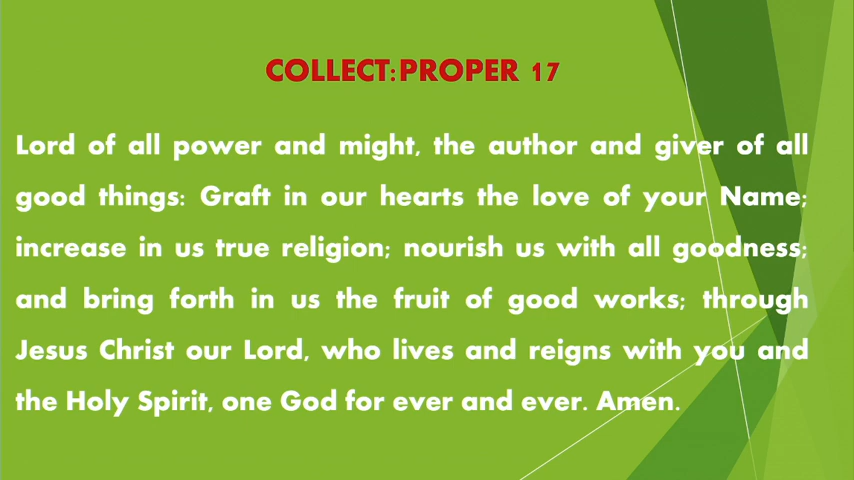 COLLECT: PROPER 17
Lord of all power and might, the author and giver of all
good things: Graft in our hearts the love of your Name;
increase in us true religion; nourish us with all goodness;
and bring forth in us the fruit of good works; through
Jesus Christ our Lord, who lives and reigns with you and
the Holy Spirit, one God for ever and ever. Amen.